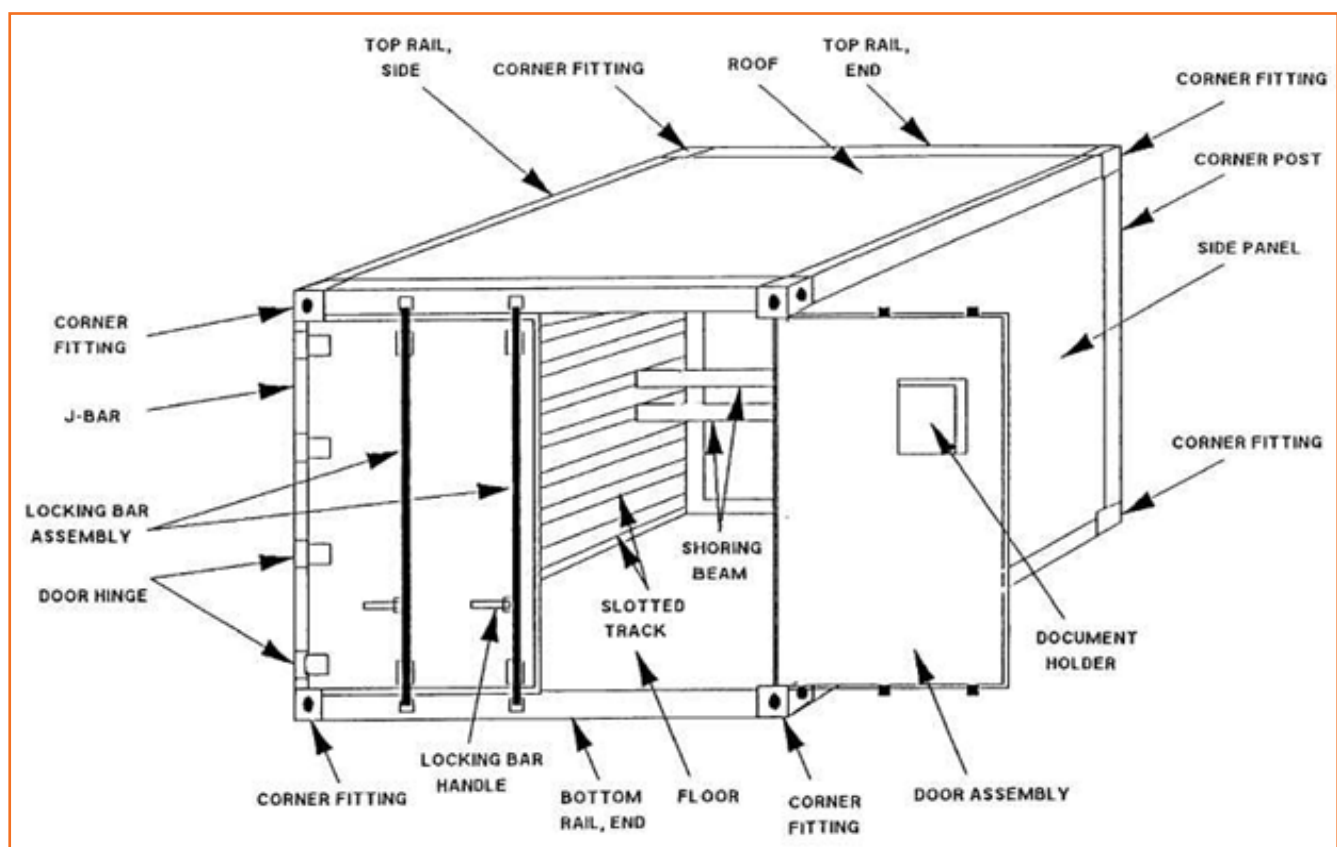 TOP RAIL,
SIDE
CORNER FITTING
ROOF
TOP RAIL,
END
CORNER FITTING
CORNER POST
SIDE PANEL
CORNER
FITTING
J-BAR
CORNER FITTING
LOCKING BAR
ASSEMBLY
SHORING
BEAM
DOOR HINGE
SLOTTED
TRACK
DOCUMENT
HOLDER
LOCKING BAR
HANDLE
CORNER FITTING
BOTTOM
RAIL, END
FLOOR
CORNER
FITTING
DOOR ASSEMBLY